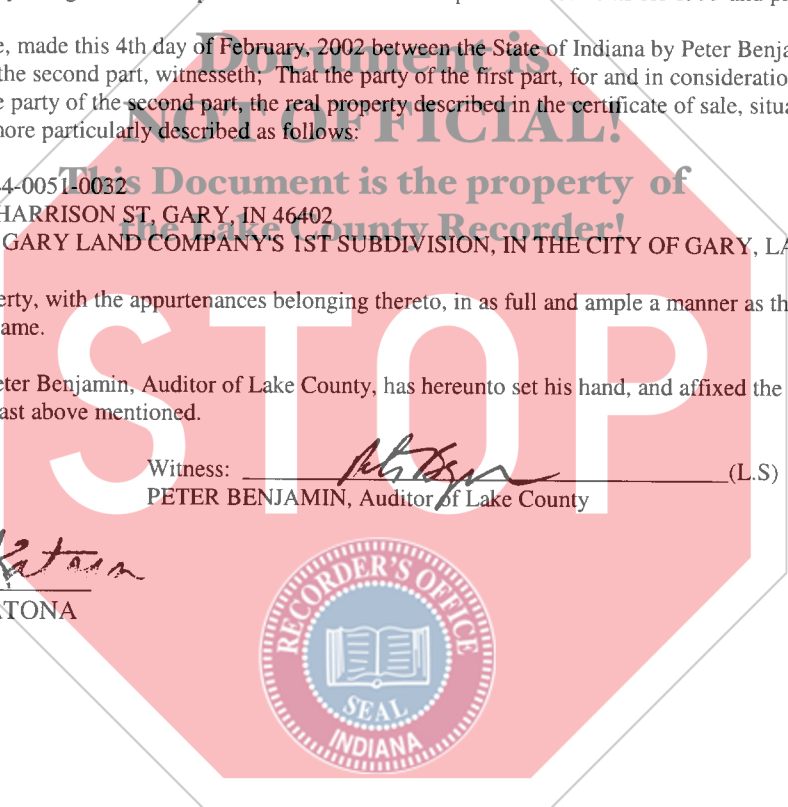 e, made this 4th day of February, 2002 between the State of Indiana by Peter Benja
the second part, witnesseth; That the party of the first part, for and in consideration
e party of the second part, the real property described in the certificate of sale, situa
nore particularly described as follows:
Document is
NOT OFFICIAL!
This Document is the property of
the Lake County Recorder!
4-0051-0032
HARRISON ST, GARY, IN 46402
GARY LAND COMPANY'S 1ST SUBDIVISION, IN THE CITY OF GARY, LA
erty, with the appurtenances belonging thereto, in as full and ample a manner as th
ame.
STOP
eter Benjamin, Auditor of Lake County, has hereunto set his hand, and affixed the
ast above mentioned.
Witness: (L.S)
PETER BENJAMIN, Auditor of Lake County
ATONA
RECORDER'S OFFICE
SEAL
INDIANA